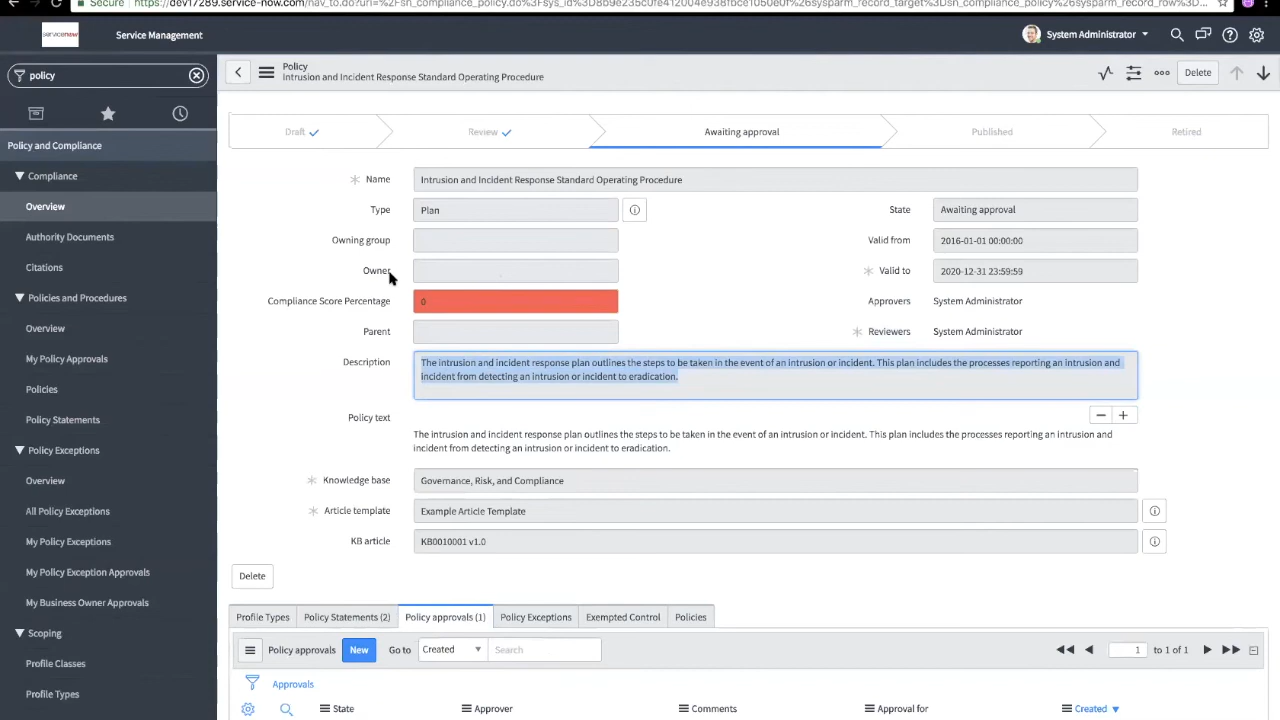 Secure
https://dev17289.service-now.com/nav_to.do?uri=%2Fsn_compliance_policy.do%3Fsys_id%3D8b9e235c0fe412004e98fbec1050e0f%26sysparm_record_target%3Dsn_compliance_policy%26sysparm_record_row%3D...
servicenow
Service Management
System Administrator
policy
Policy
Intrusion and Incident Response Standard Operating Procedure
Delete
Draft
Review
Awaiting approval
Published
Retired
Policy and Compliance
Compliance
Overview
Authority Documents
Citations
Policies and Procedures
Overview
My Policy Approvals
Policies
Policy Statements
Policy Exceptions
Overview
All Policy Exceptions
My Policy Exceptions
My Policy Exception Approvals
My Business Owner Approvals
Scoping
Profile Classes
Profile Types
Name
Intrusion and Incident Response Standard Operating Procedure
Type
Plan
State
Awaiting approval
Owning group
Valid from
2016-01-01 00:00:00
Owner
Valid to
2020-12-31 23:59:59
Compliance Score Percentage
0
Approvers
System Administrator
Parent
Reviewers
System Administrator
Description
The intrusion and incident response plan outlines the steps to be taken in the event of an intrusion or incident. This plan includes the processes reporting an intrusion and
incident from detecting an intrusion or incident to eradication.
Policy text
The intrusion and incident response plan outlines the steps to be taken in the event of an intrusion or incident. This plan includes the processes reporting an intrusion and
incident from detecting an intrusion or incident to eradication.
Knowledge base
Governance, Risk, and Compliance
Article template
Example Article Template
KB article
KB0010001 v1.0
Delete
Profile Types
Policy Statements (2)
Policy approvals (1)
Policy Exceptions
Exempted Control
Policies
Policy approvals
New
Go to
Created
Search
1
to 1 of 1
Approvals
State
Approver
Comments
Approval for
Created